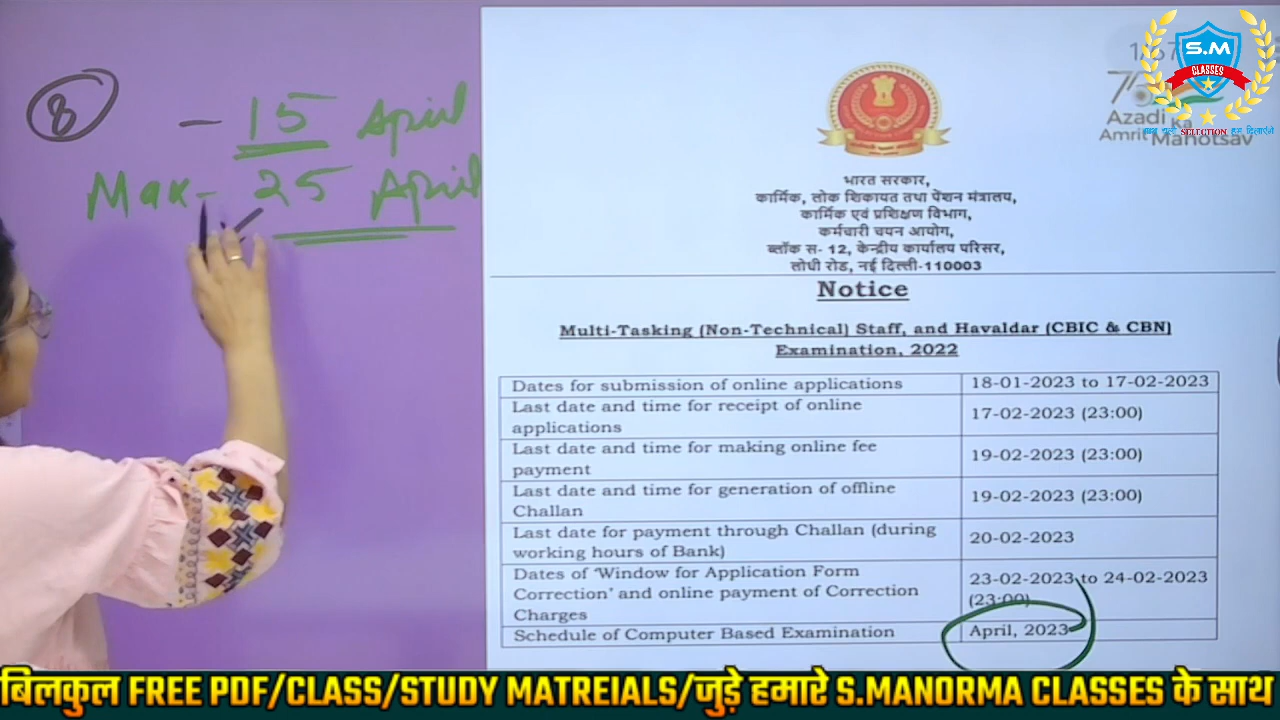 8
- 15 April
Max- 25 April
S.M
CLASSES
SELECTION
Azadi Ka
Amrit Mahotsav
भारत सरकार,
कार्मिक, लोक शिकायत तथा पेंशन मंत्रालय,
कार्मिक एवं प्रशिक्षण विभाग,
कर्मचारी चयन आयोग,
ब्लॉक स- 12, केन्द्रीय कार्यालय परिसर,
लोधी रोड, नई दिल्ली-110003
Notice
Multi-Tasking (Non-Technical) Staff, and Havaldar (CBIC & CBN)
Examination, 2022
Dates for submission of online applications 18-01-2023 to 17-02-2023
Last date and time for receipt of online
applications 17-02-2023 (23:00)
Last date and time for making online fee
payment 19-02-2023 (23:00)
Last date and time for generation of offline
Challan 19-02-2023 (23:00)
Last date for payment through Challan (during
working hours of Bank) 20-02-2023
Dates of 'Window for Application Form
Correction' and online payment of Correction
Charges 23-02-2023 to 24-02-2023
(23:00)
Schedule of Computer Based Examination April, 2023
बिलकुल FREE PDF/CLASS/STUDY MATREIALS/जुड़े हमारे S.MANORMA CLASSES के साथ